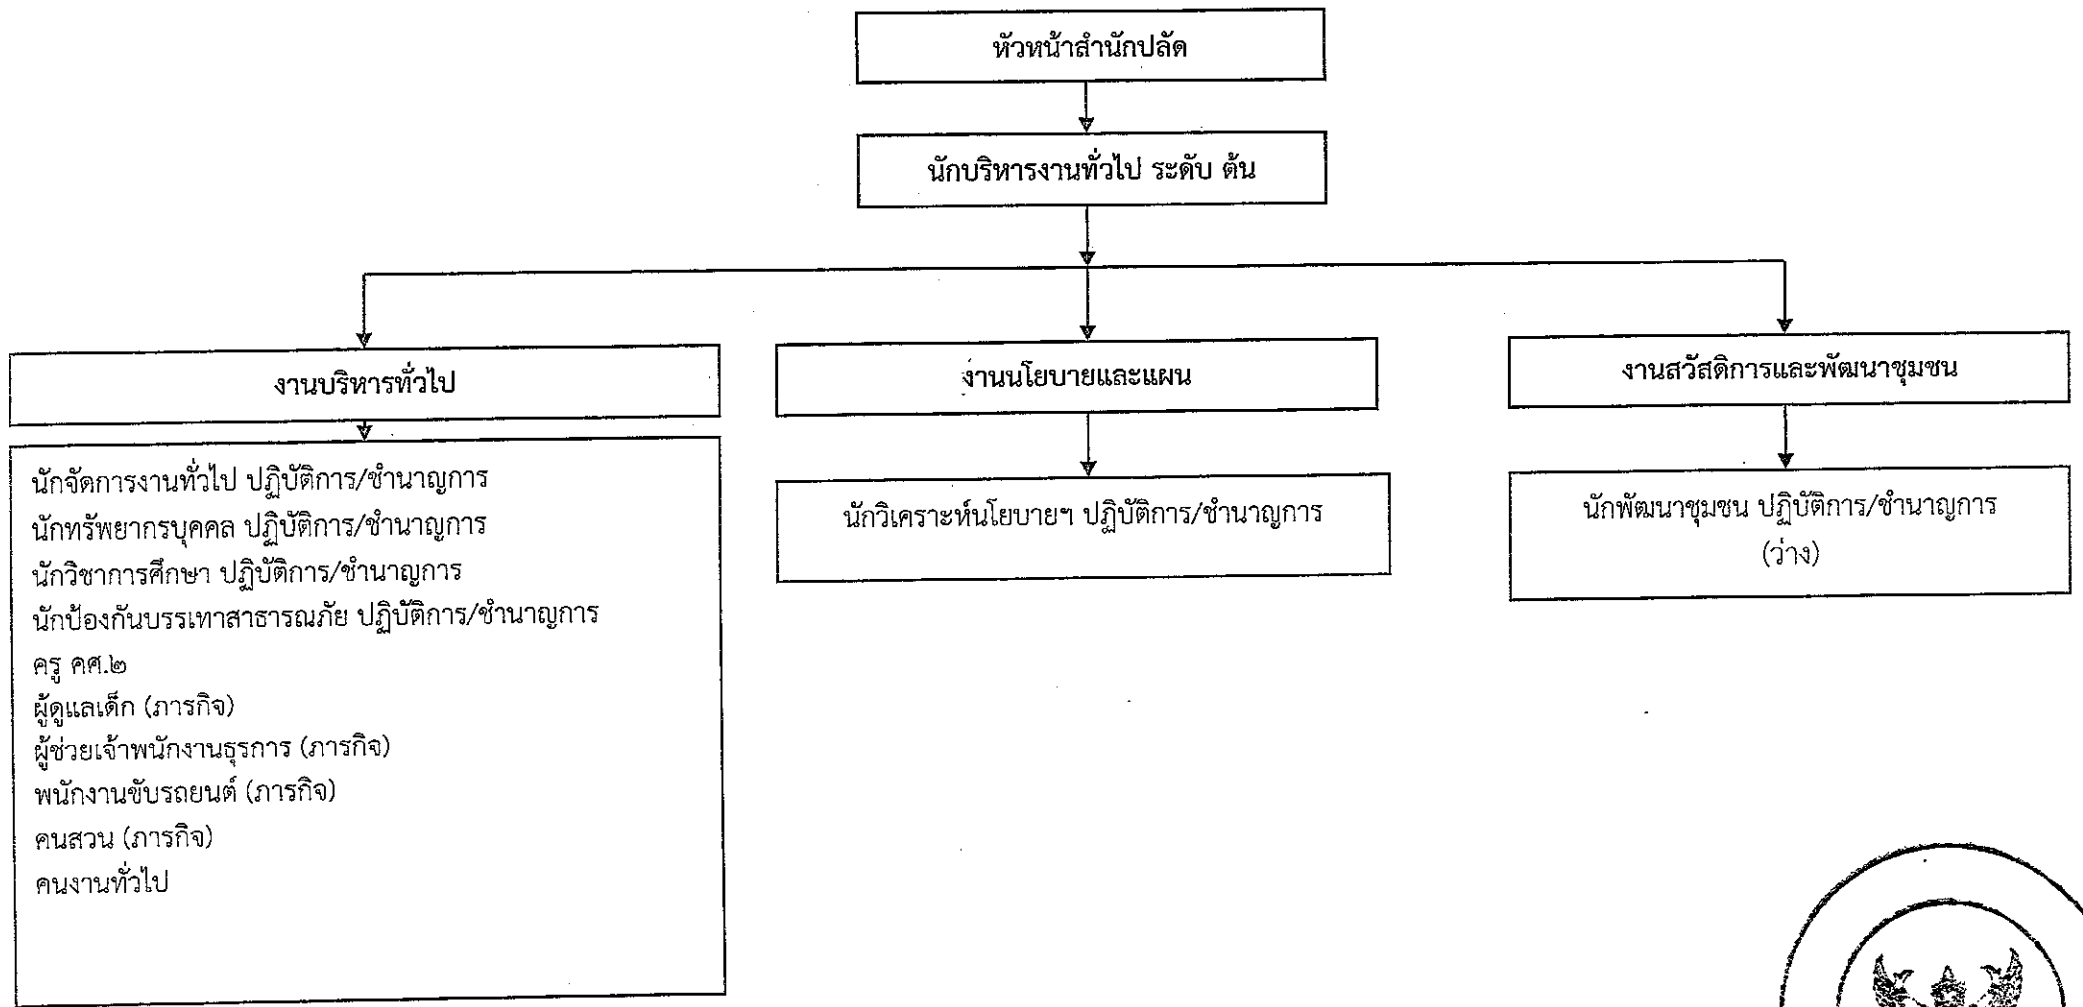 หัวหน้าสำนักปลัด
นักบริหารงานทั่วไป ระดับ ต้น
งานบริหารทั่วไป
นักจัดการงานทั่วไป ปฏิบัติการ/ชำนาญการ
นักทรัพยากรบุคคล ปฏิบัติการ/ชำนาญการ
นักวิชาการศึกษา ปฏิบัติการ/ชำนาญการ
นักป้องกันบรรเทาสาธารณภัย ปฏิบัติการ/ชำนาญการ
ครู คศ.๒
ผู้ดูแลเด็ก (ภารกิจ)
ผู้ช่วยเจ้าพนักงานธุรการ (ภารกิจ)
พนักงานขับรถยนต์ (ภารกิจ)
คนสวน (ภารกิจ)
คนงานทั่วไป
งานนโยบายและแผน
นักวิเคราะห์นโยบายฯ ปฏิบัติการ/ชำนาญการ
งานสวัสดิการและพัฒนาชุมชน
นักพัฒนาชุมชน ปฏิบัติการ/ชำนาญการ
(ว่าง)